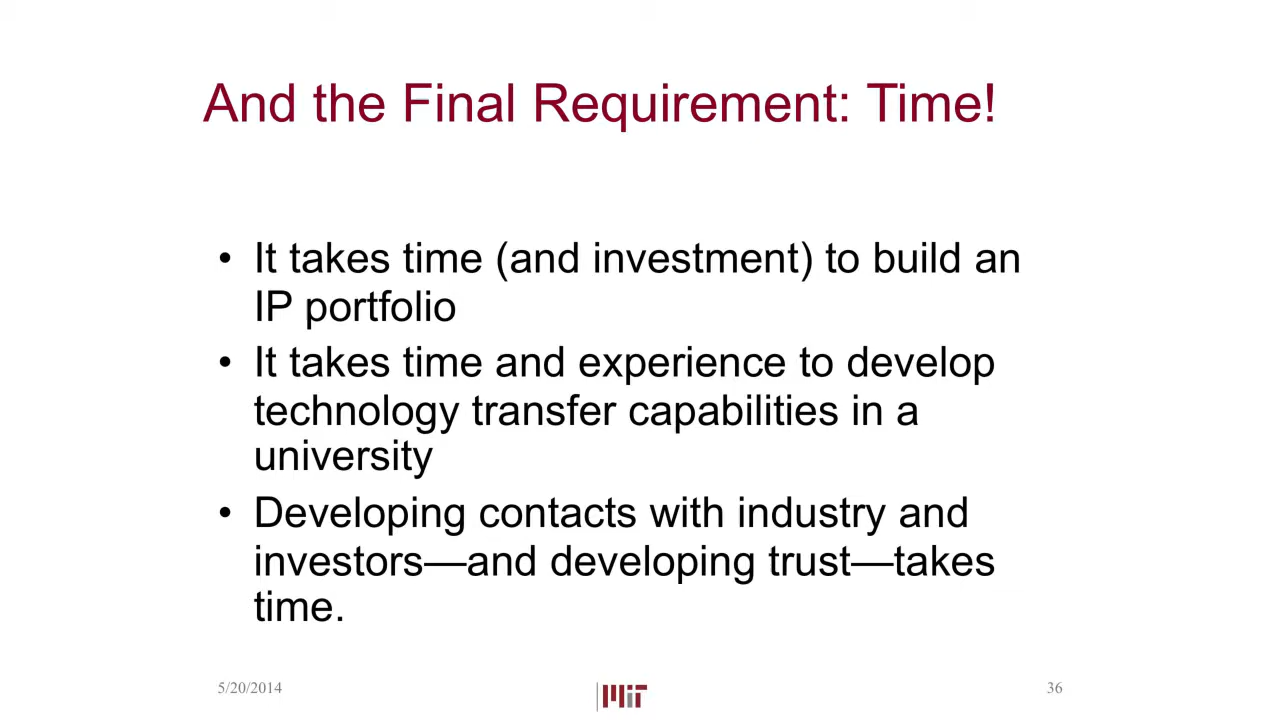 And the Final Requirement: Time!
• It takes time (and investment) to build an
IP portfolio
• It takes time and experience to develop
technology transfer capabilities in a
university
• Developing contacts with industry and
investors—and developing trust—takes
time.
5/20/2014
MIT
36